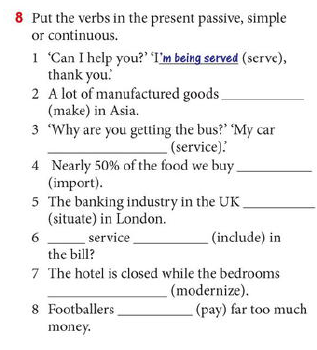 8 Put the verbs in the present passive, simple
or continuous.
1 ‘Can I help you?’ ‘I'm being served (serve),
thank you.’
2 A lot of manufactured goods ___________
(make) in Asia.
3 ‘Why are you getting the bus?’ ‘My car
________________ (service).’
4 Nearly 50% of the food we buy __________
(import).
5 The banking industry in the UK __________
(situate) in London.
6 _____ service __________ (include) in
the bill?
7 The hotel is closed while the bedrooms
________________ (modernize).
8 Footballers __________ (pay) far too much
money.